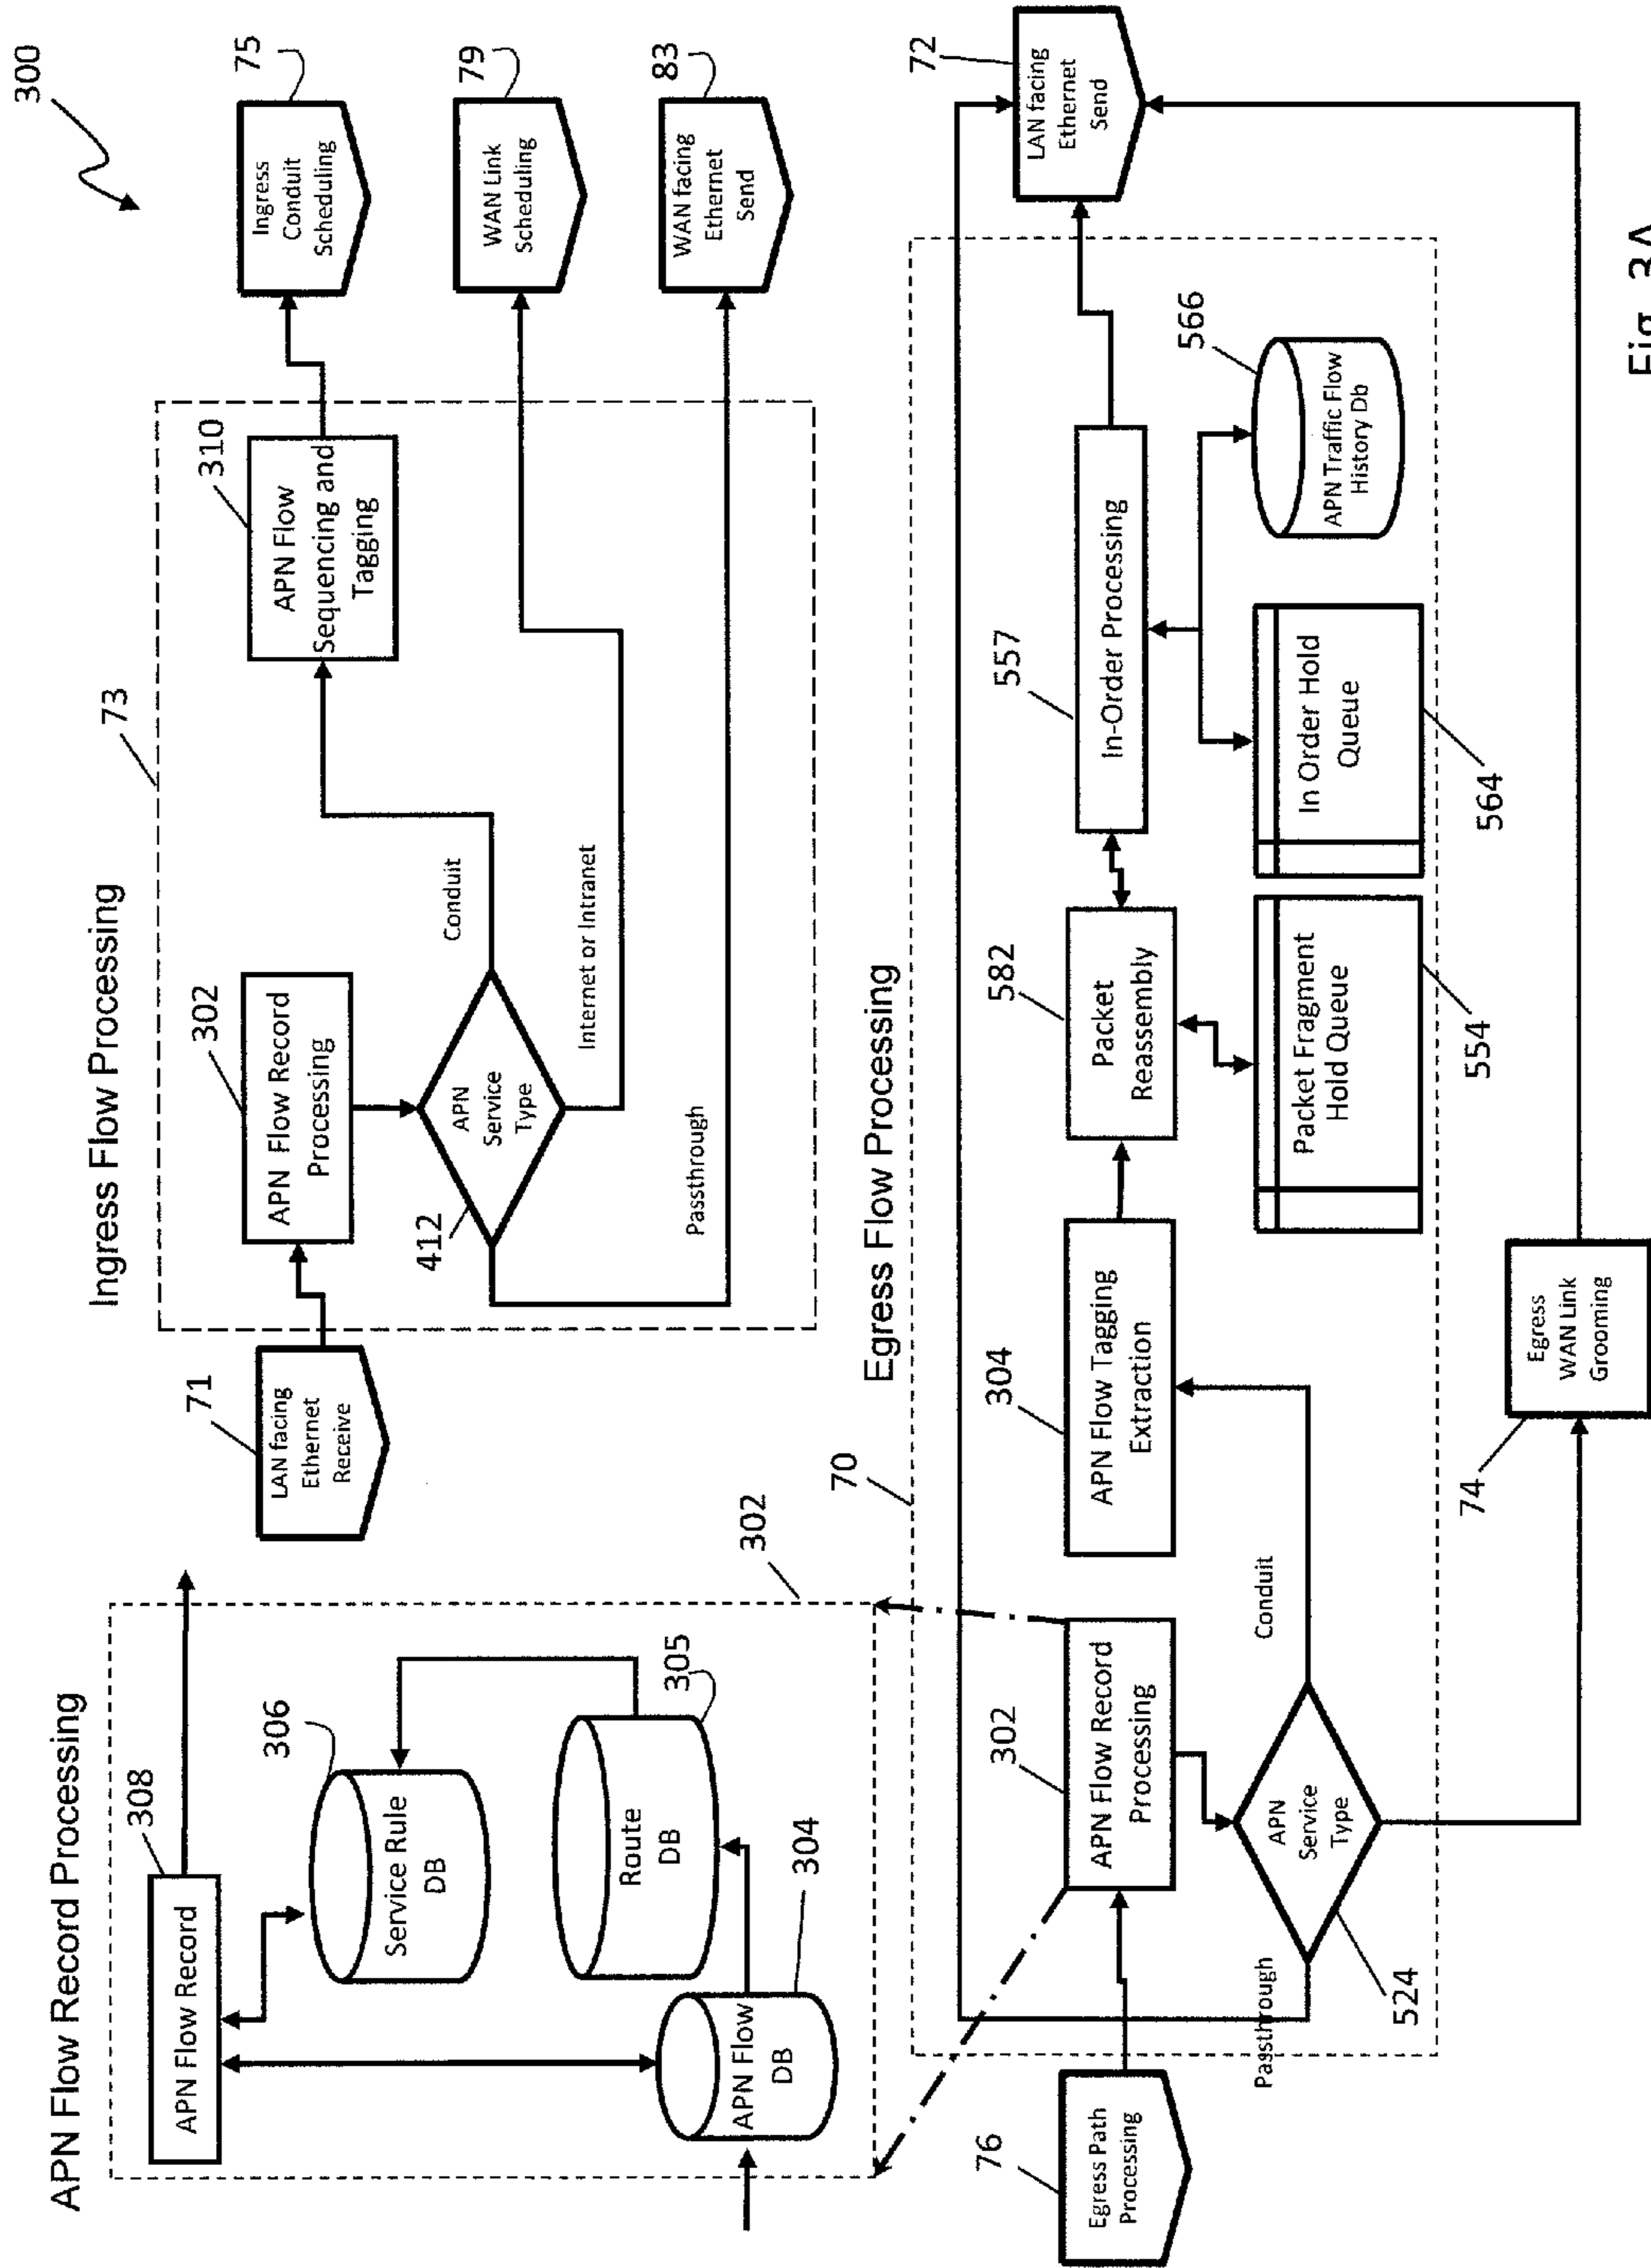 300
APN Flow Record Processing
308
APN Flow Record
306
Service Rule
DB
305
Route
DB
304
APN Flow
DB
302
Ingress Flow Processing
73
71
LAN facing
Ethernet
Receive
302
APN Flow Record
Processing
412
APN
Service
Type
Conduit
Internet or Intranet
Passthrough
310
APN Flow
Sequencing and
Tagging
75
Ingress
Conduit
Scheduling
79
WAN Link
Scheduling
83
WAN facing
Ethernet
Send
Egress Flow Processing
70
76
Egress Path
Processing
302
APN Flow Record
Processing
524
APN
Service
Type
Passthrough
Conduit
304
APN Flow Tagging
Extraction
582
Packet
Reassembly
Packet Fragment
Hold Queue
554
557
In-Order Processing
In Order Hold
Queue
564
566
APN Traffic Flow
History Db
72
LAN facing
Ethernet
Send
74
Egress
WAN Link
Grooming
Fig. 3A